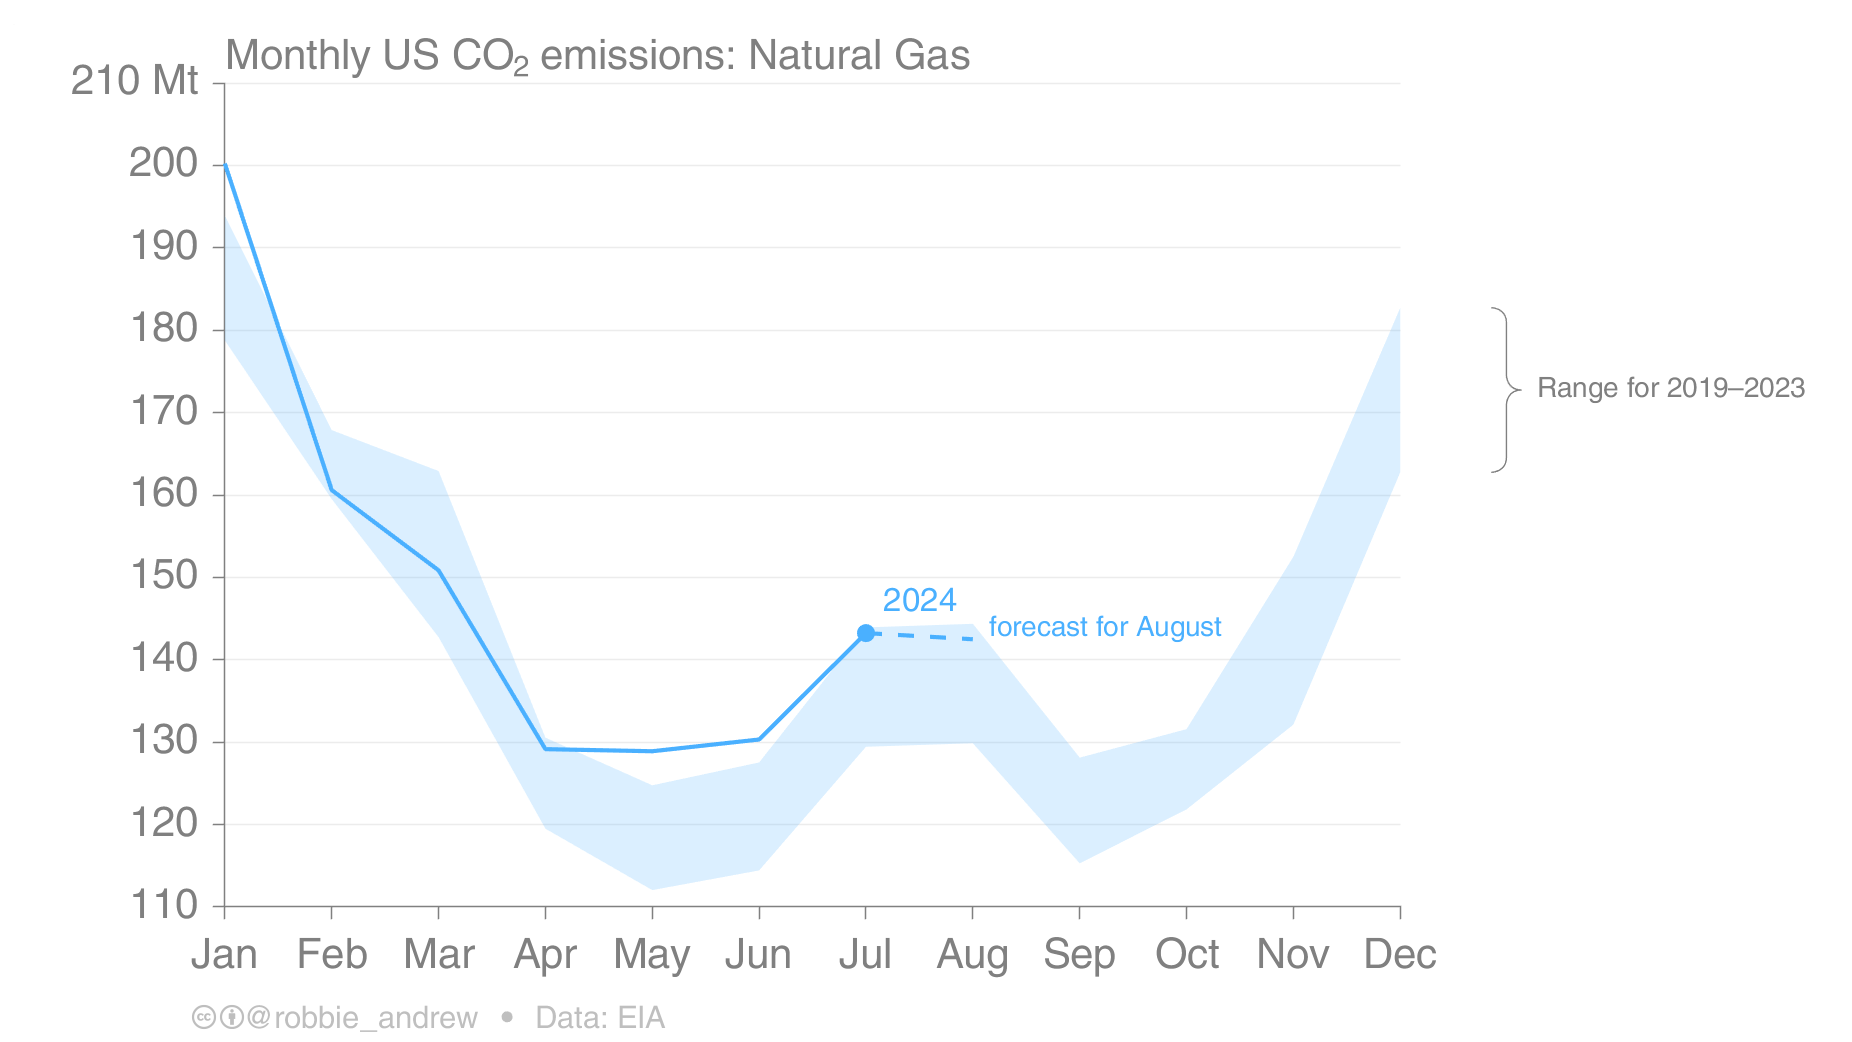 Monthly US CO₂ emissions: Natural Gas
210 Mt
200
190
180
170
160
150
140
130
120
110
2024
forecast for August
Range for 2019–2023
Jan Feb Mar Apr May Jun Jul Aug Sep Oct Nov Dec
cc @robbie_andrew • Data: EIA